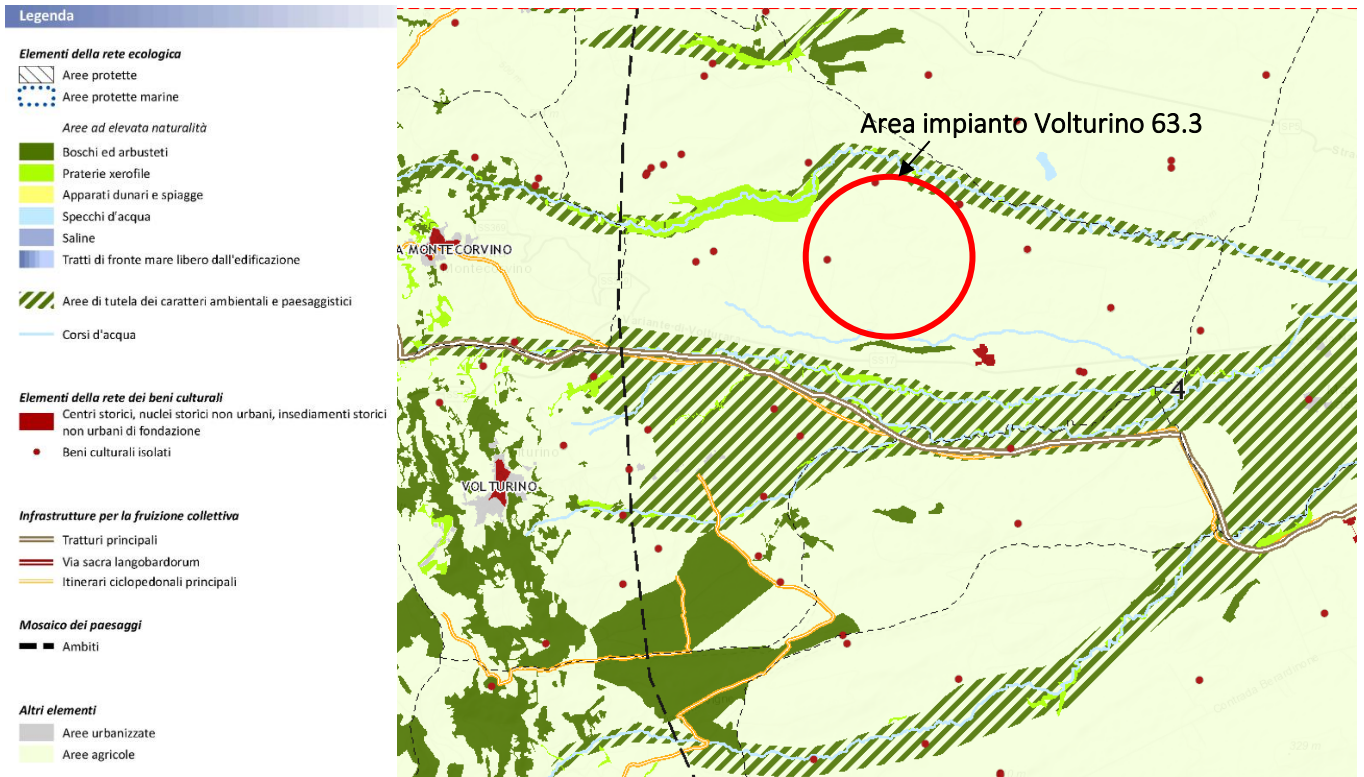 Legenda
Elementi della rete ecologica
Aree protette
Aree protette marine
Aree ad elevata naturalità
Boschi ed arbusteti
Praterie xerofile
Apparati dunari e spiagge
Specchi d'acqua
Saline
Tratti di fronte mare libero dall'edificazione
Aree di tutela dei caratteri ambientali e paesaggistici
Corsi d'acqua
Elementi della rete dei beni culturali
Centri storici, nuclei storici non urbani, insediamenti storici
non urbani di fondazione
Beni culturali isolati
Infrastrutture per la fruizione collettiva
Tratturi principali
Via sacra langobardorum
Itinerari ciclopedonali principali
Mosaico dei paesaggi
Ambiti
Altri elementi
Aree urbanizzate
Aree agricole
Area impianto Volturino 63.3
A MONTECORVINO
Montecorvino
4
VOLTURINO
Contrada Berantinene
329 m